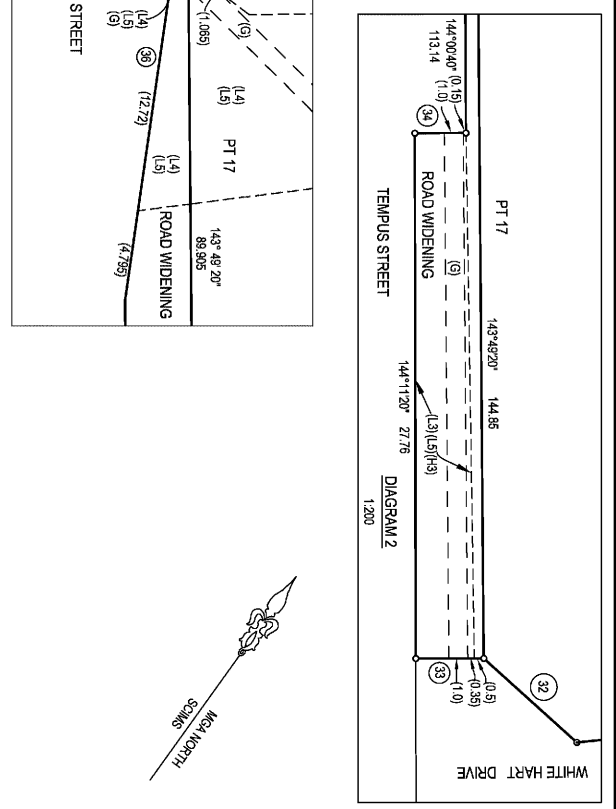 STREET
(L4)
(L5)
(G)
36
(1.065)
(G)
(L4)
(L5)
PT 17
(12.72)
(L4)
(L5)
ROAD WIDENING
143° 49' 20"
89.905
(4.795)
144°00'40"
113.14
(0.15)
(1.0)
34
PT 17
ROAD WIDENING
TEMPUS STREET
(G)
143°49'20" 144.86
144°11'20" 27.76
(L3)(L5)(H3)
DIAGRAM 2
1:200
33
(1.0)
(0.35)
(0.5)
32
WHITE HART DRIVE
MGA NORTH
SCIMS